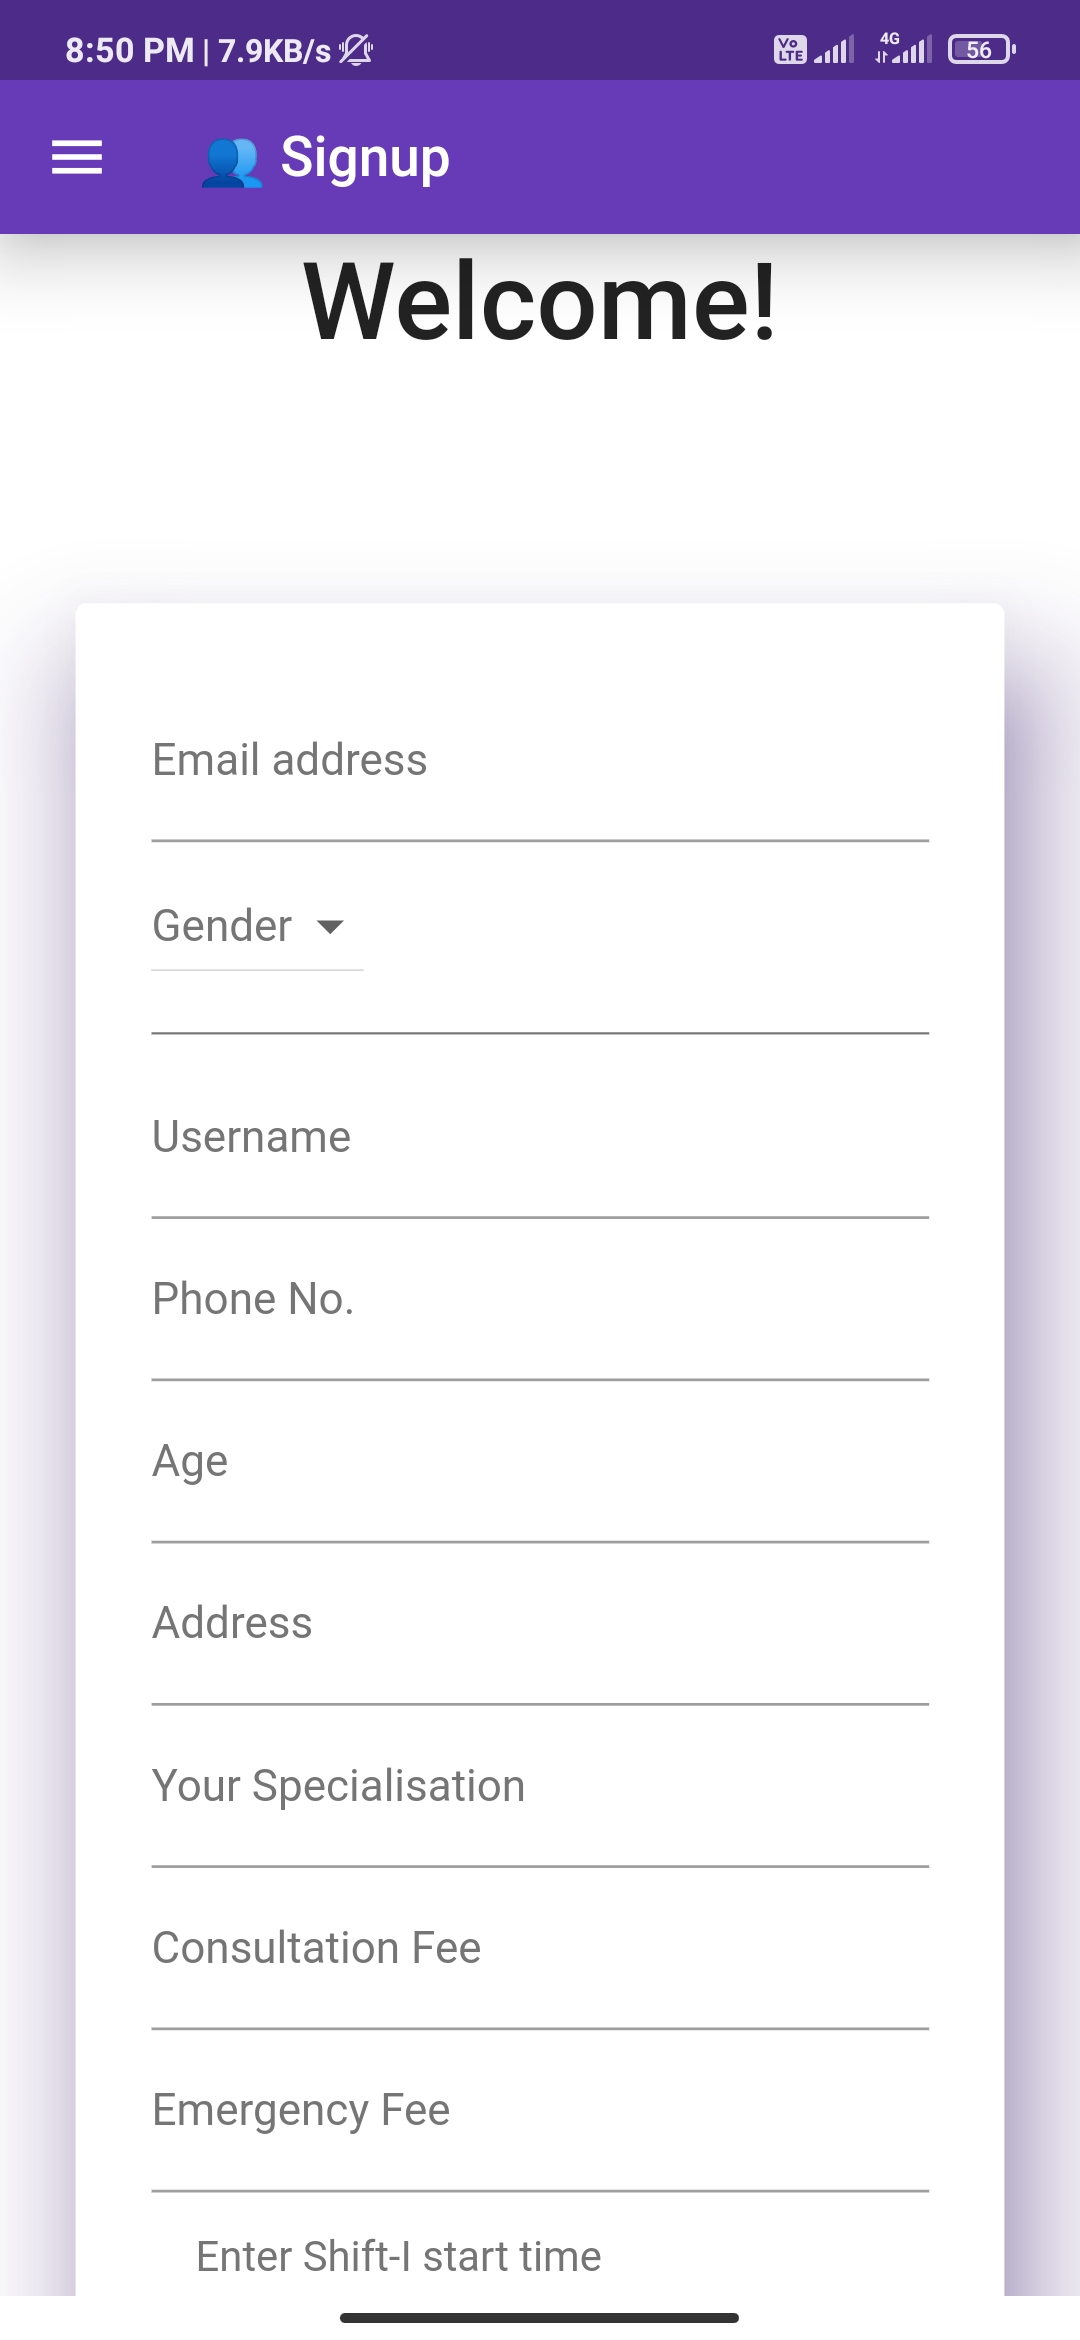 8:50 PM | 7.9KB/s
Vo LTE
4G
56
Signup
Welcome!
Email address
Gender
Username
Phone No.
Age
Address
Your Specialisation
Consultation Fee
Emergency Fee
Enter Shift-I start time